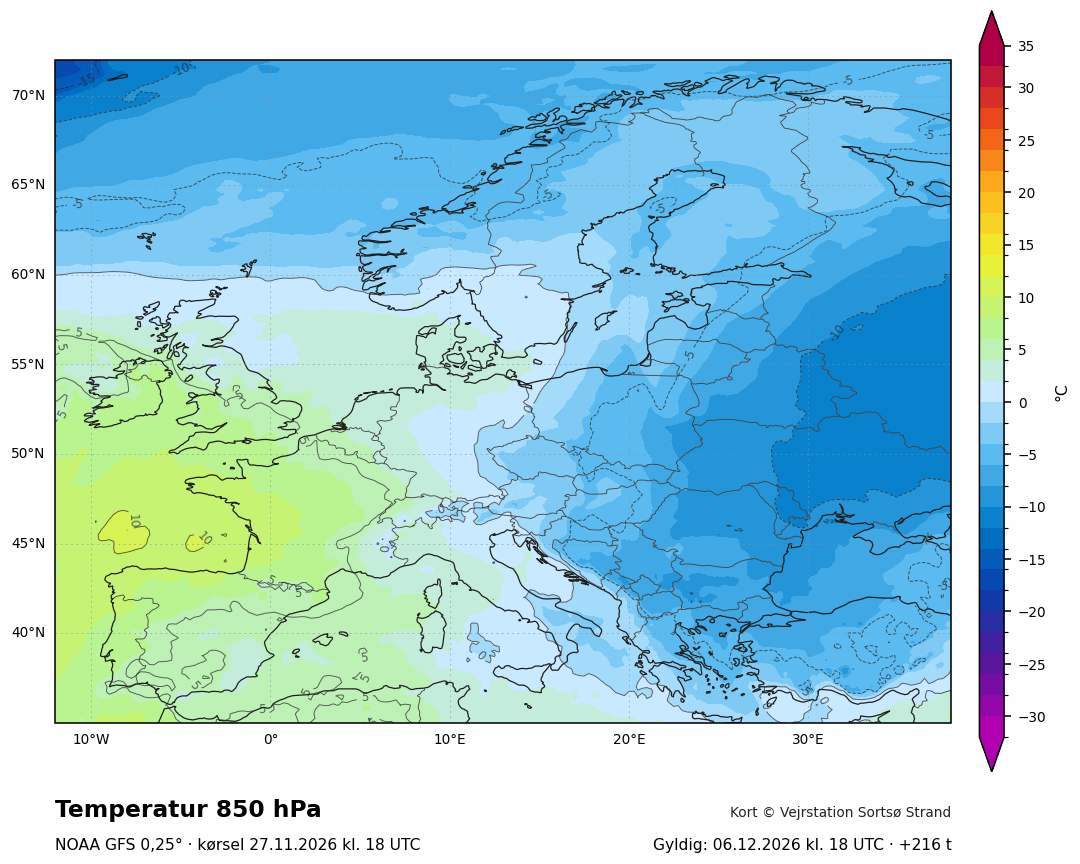 70°N
65°N
60°N
55°N
50°N
45°N
40°N
10°W
0°
10°E
20°E
30°E
35
30
25
20
15
10
5
0
−5
−10
−15
−20
−25
−30
°C
Temperatur 850 hPa
Kort © Vejrstation Sortsø Strand
NOAA GFS 0,25° · kørsel 27.11.2026 kl. 18 UTC
Gyldig: 06.12.2026 kl. 18 UTC · +216 t